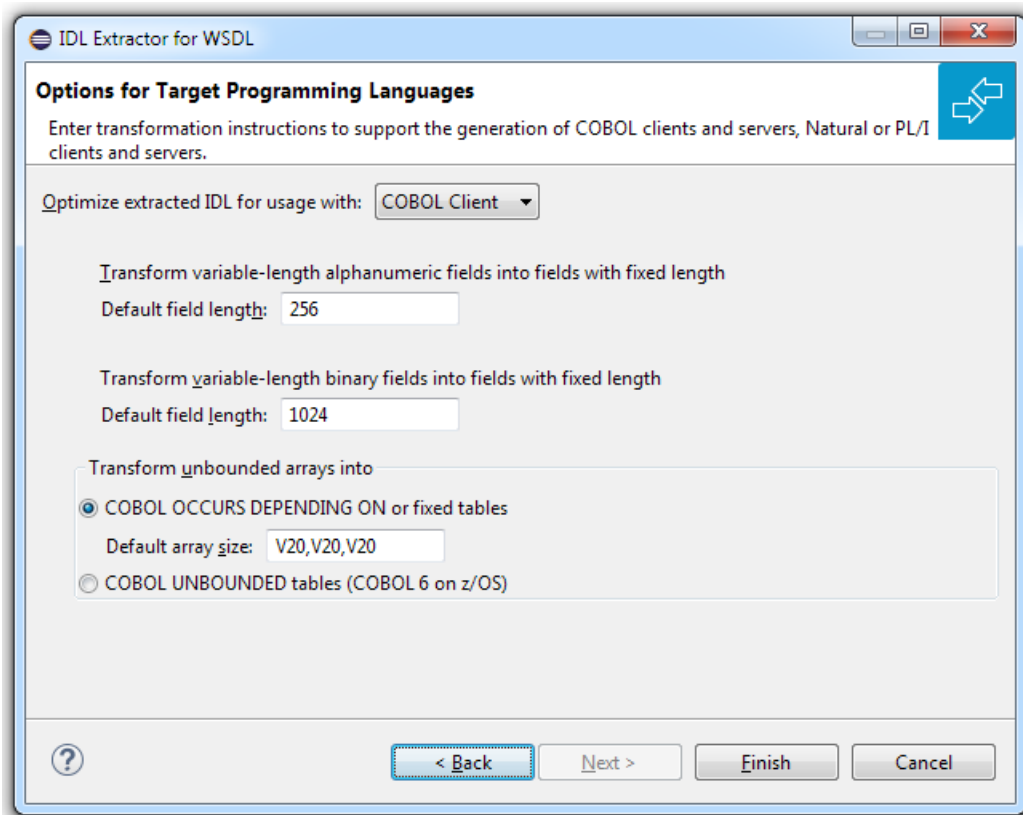 IDL Extractor for WSDL
Options for Target Programming Languages
Enter transformation instructions to support the generation of COBOL clients and servers, Natural or PL/I
clients and servers.
Optimize extracted IDL for usage with: COBOL Client
Transform variable-length alphanumeric fields into fields with fixed length
Default field length: 256
Transform variable-length binary fields into fields with fixed length
Default field length: 1024
Transform unbounded arrays into
COBOL OCCURS DEPENDING ON or fixed tables
Default array size: V20,V20,V20
COBOL UNBOUNDED tables (COBOL 6 on z/OS)
? < Back Next > Finish Cancel